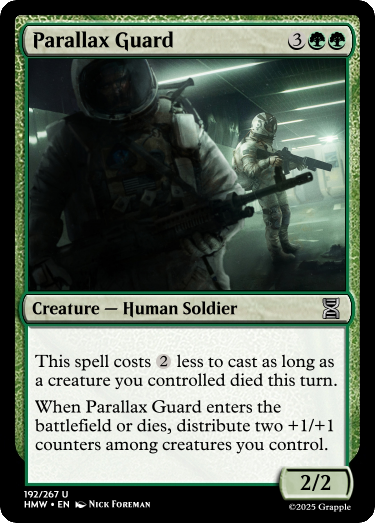 Parallax Guard 3
Creature — Human Soldier
This spell costs 2 less to cast as long as
a creature you controlled died this turn.
When Parallax Guard enters the
battlefield or dies, distribute two +1/+1
counters among creatures you control.
2/2
192/267 U
HMW • EN Nick Foreman
©2025 Grapple